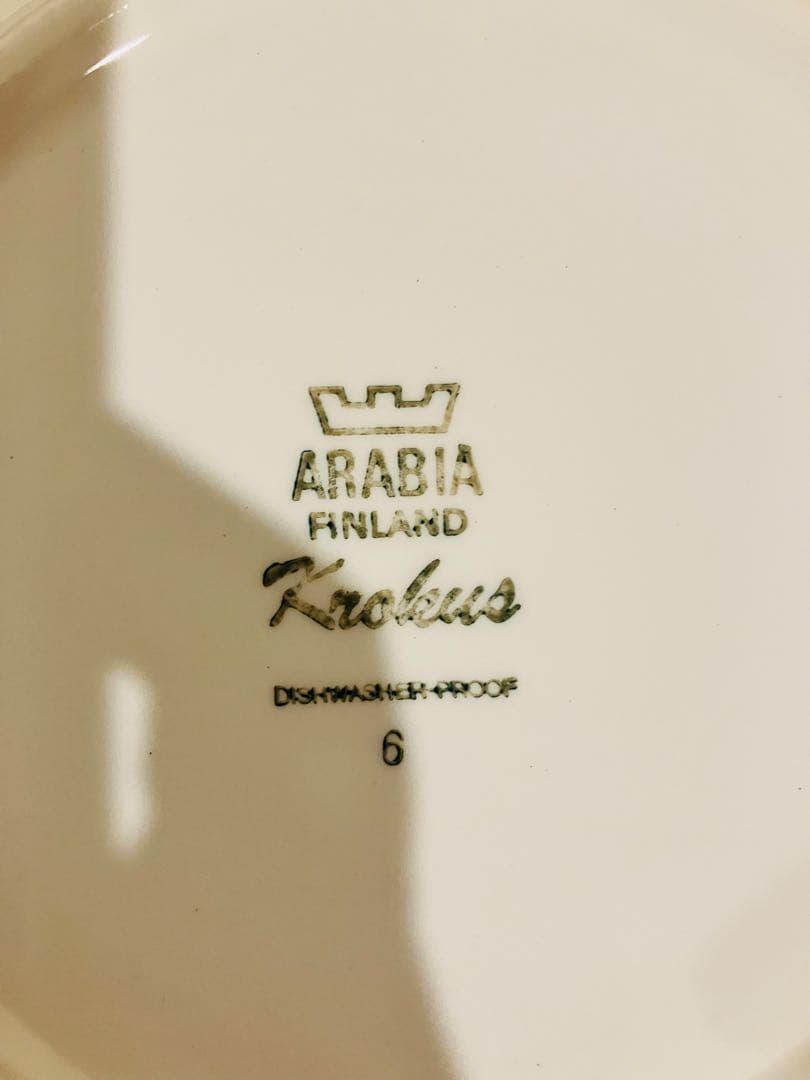 ARABIA
FINLAND
Krokus
DISHWASHER-PROOF
6